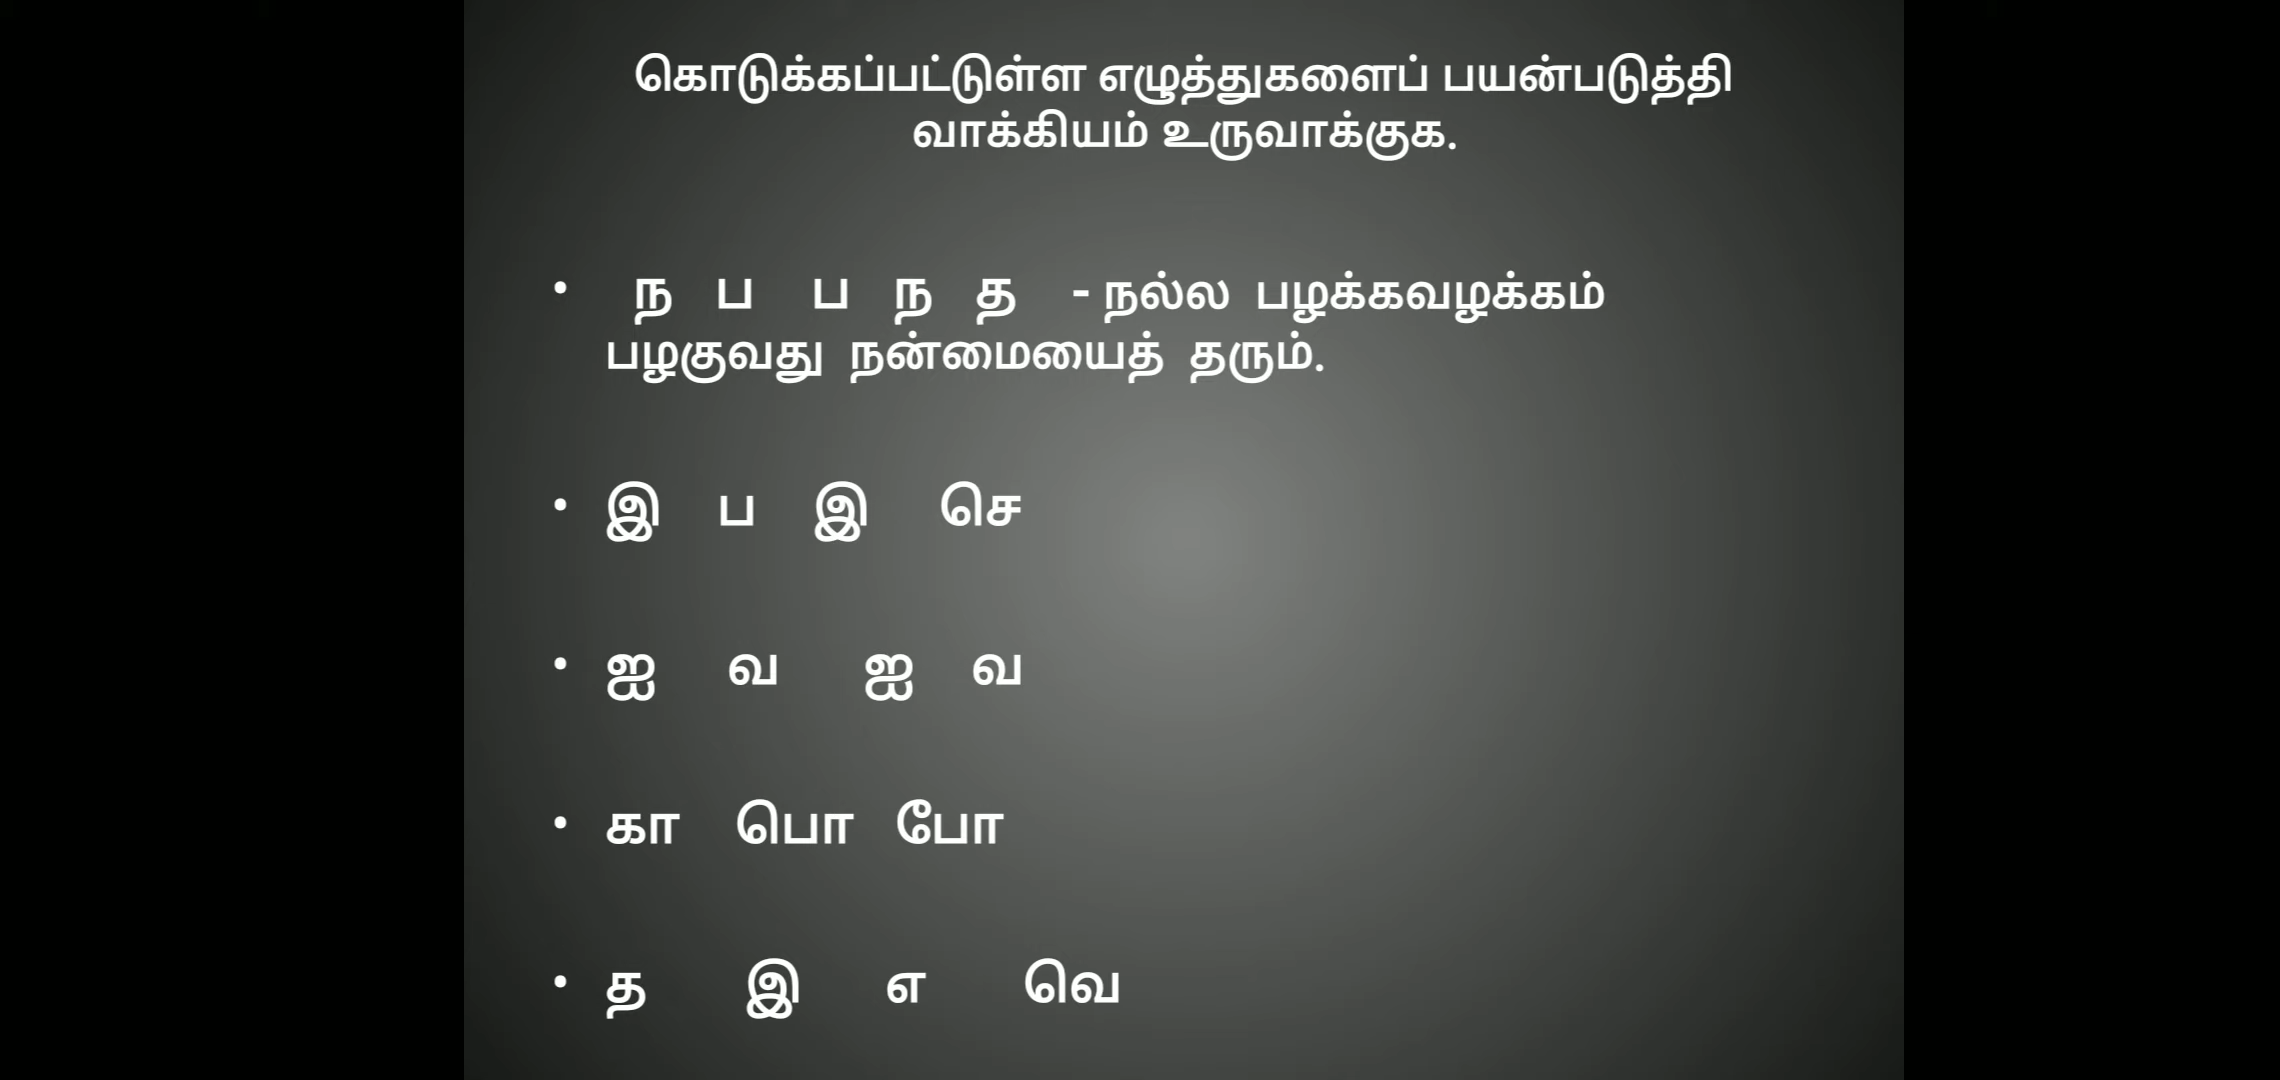 கொடுக்கப்பட்டுள்ள எழுத்துகளைப் பயன்படுத்தி
வாக்கியம் உருவாக்குக.
• ந ப ப ந த - நல்ல பழக்கவழக்கம்
பழகுவது நன்மையைத் தரும்.
• இ ப இ செ
• ஐ வ ஐ வ
• கா பொ போ
• த இ எ வெ